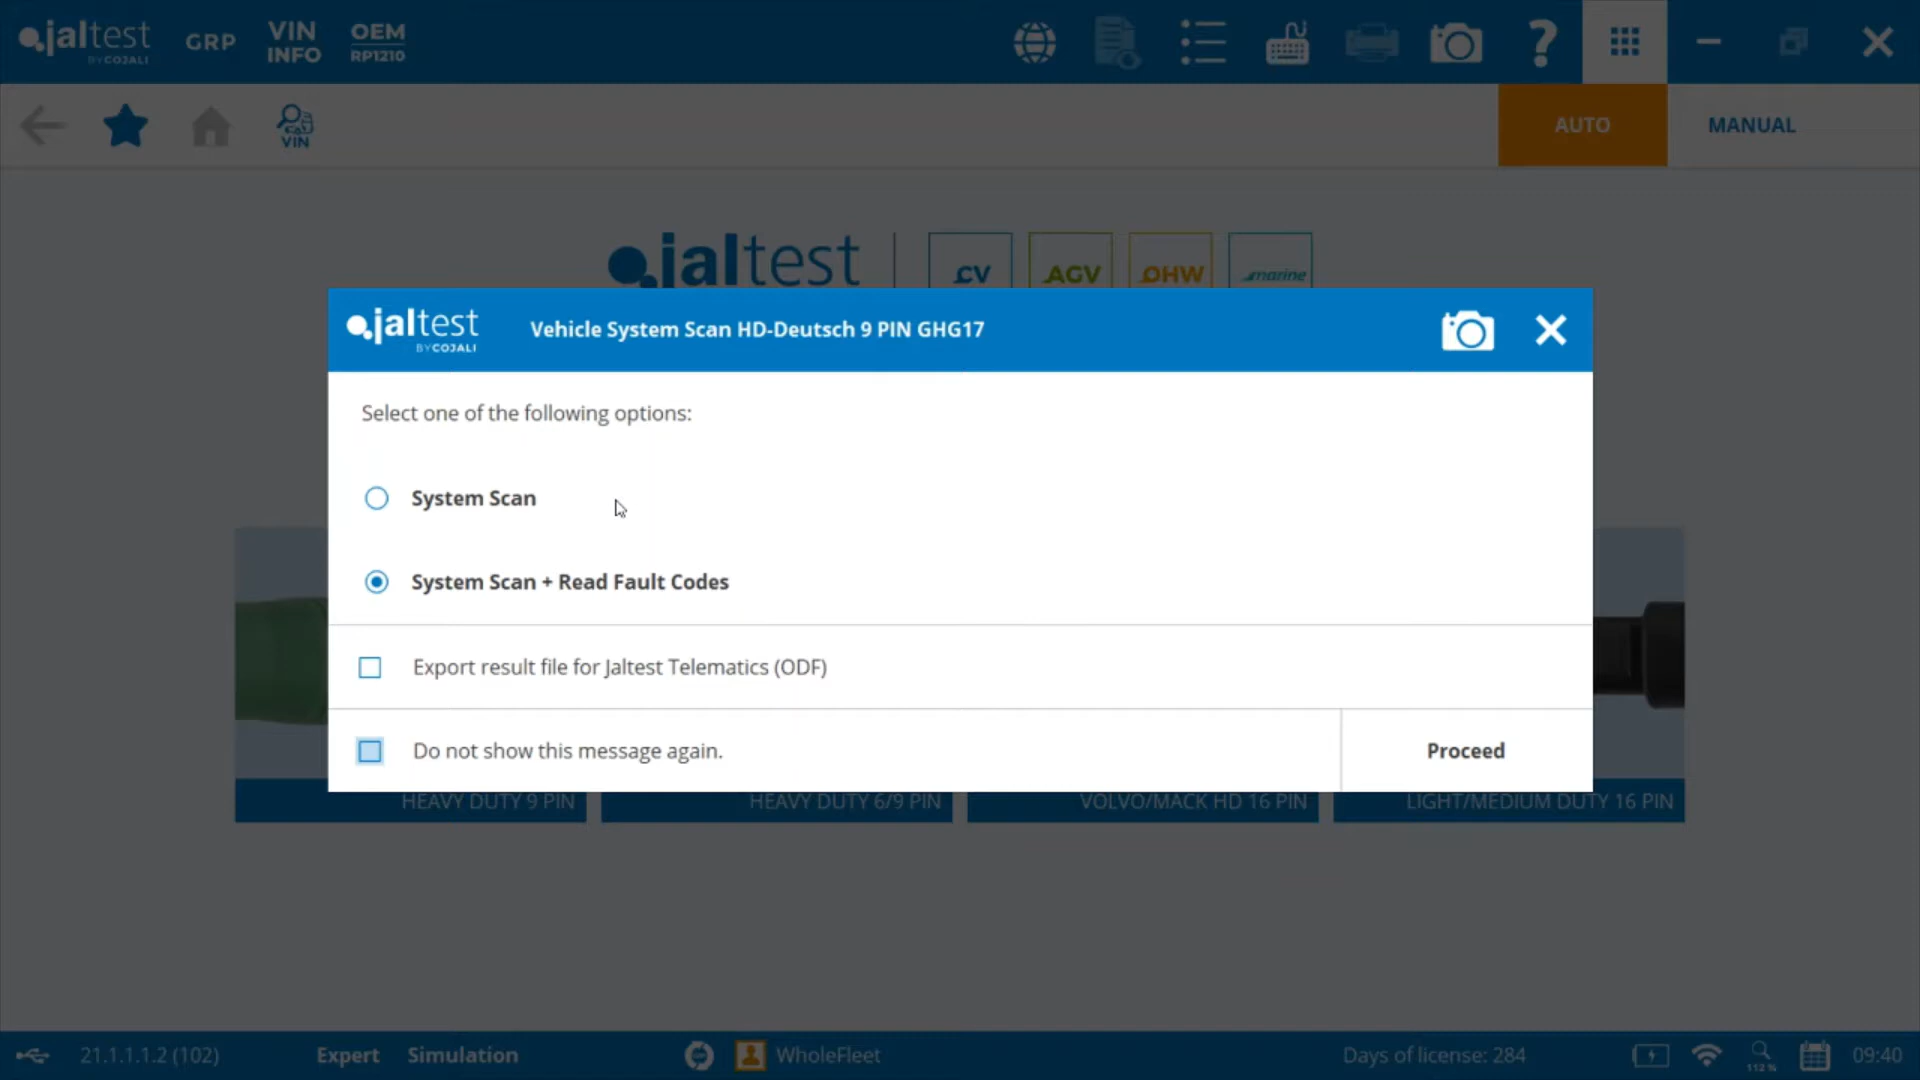 jaltest
BY COJALI
GRP
VIN
INFO
OEM
RP1210
VIN
AUTO
MANUAL
jaltest
CV
AGV
OHW
marine
jaltest
BY COJALI
Vehicle System Scan HD-Deutsch 9 PIN GHG17
Select one of the following options:
System Scan
System Scan + Read Fault Codes
Export result file for Jaltest Telematics (ODF)
Do not show this message again.
Proceed
HEAVY DUTY 9 PIN
HEAVY DUTY 6/9 PIN
VOLVO/MACK HD 16 PIN
LIGHT/MEDIUM DUTY 16 PIN
21.1.1.1.2 (102)
Expert
Simulation
WholeFleet
Days of license: 284
112 %
09:40